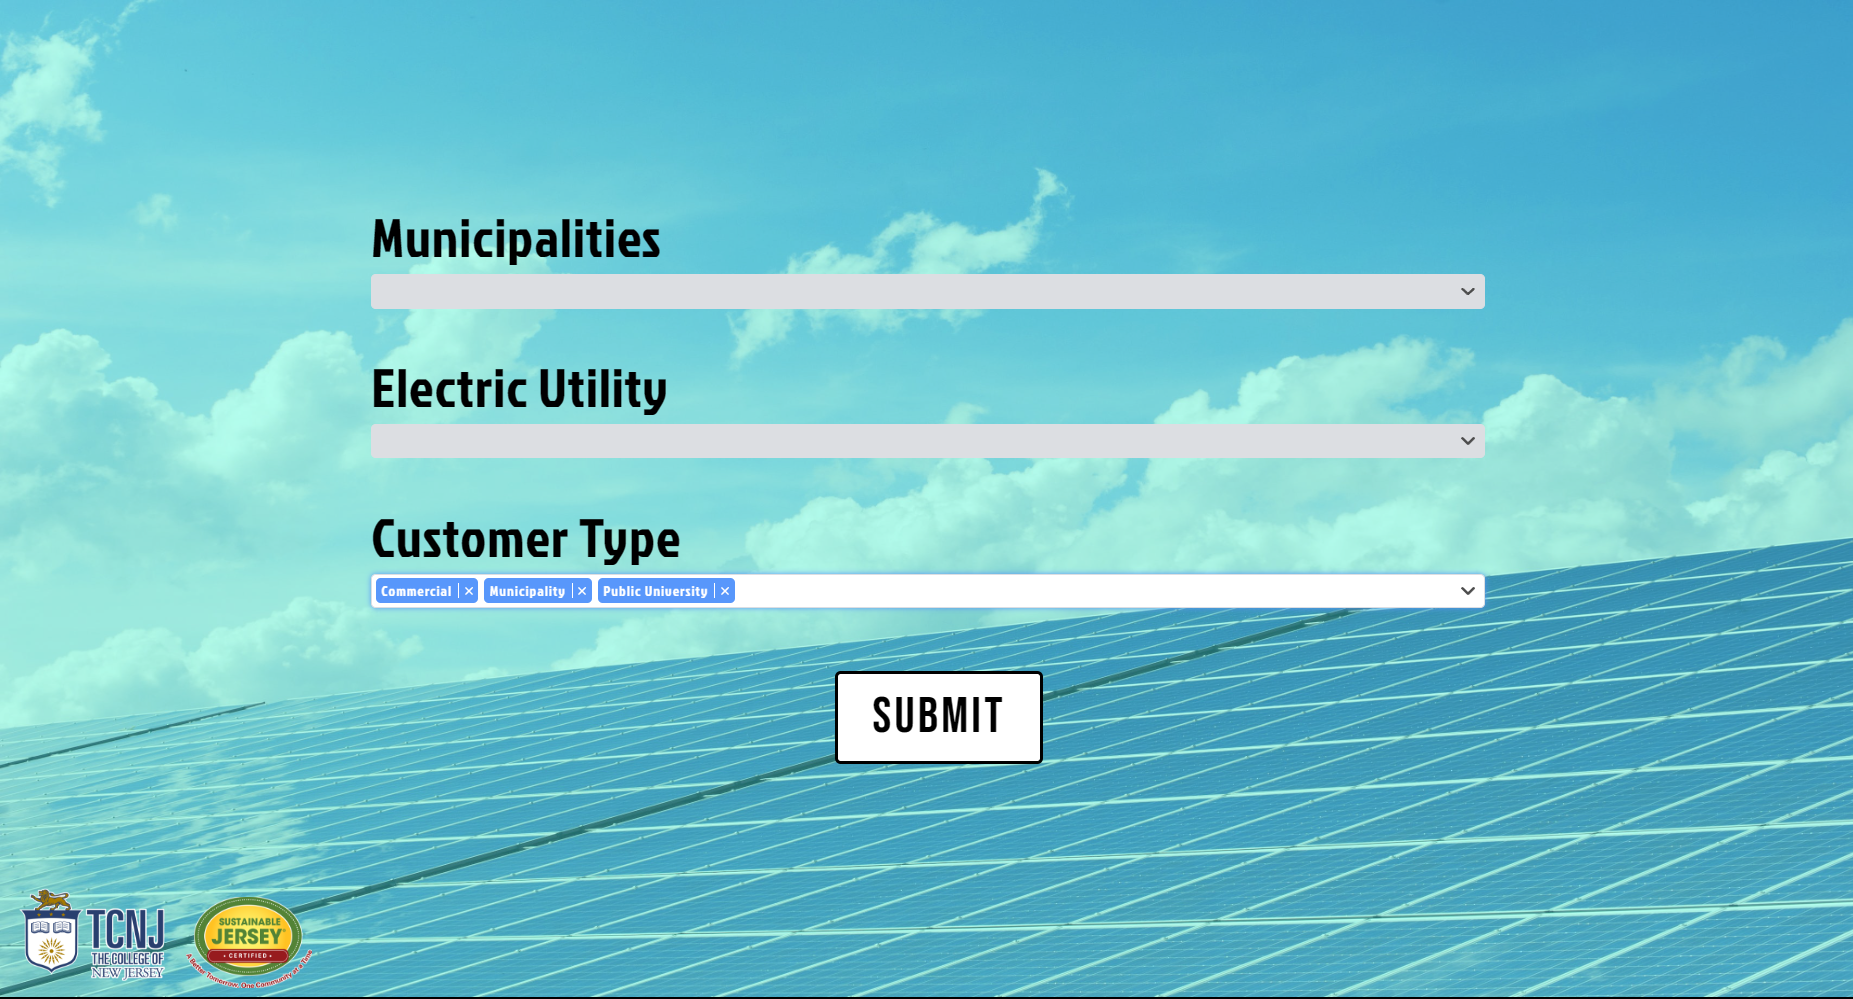 Municipalities
Electric Utility
Customer Type
Commercial
Municipality
Public University
SUBMIT
TCNJ
THE COLLEGE OF
NEW JERSEY
SUSTAINABLE
JERSEY
• CERTIFIED •
A Better Tomorrow, One Community at a Time